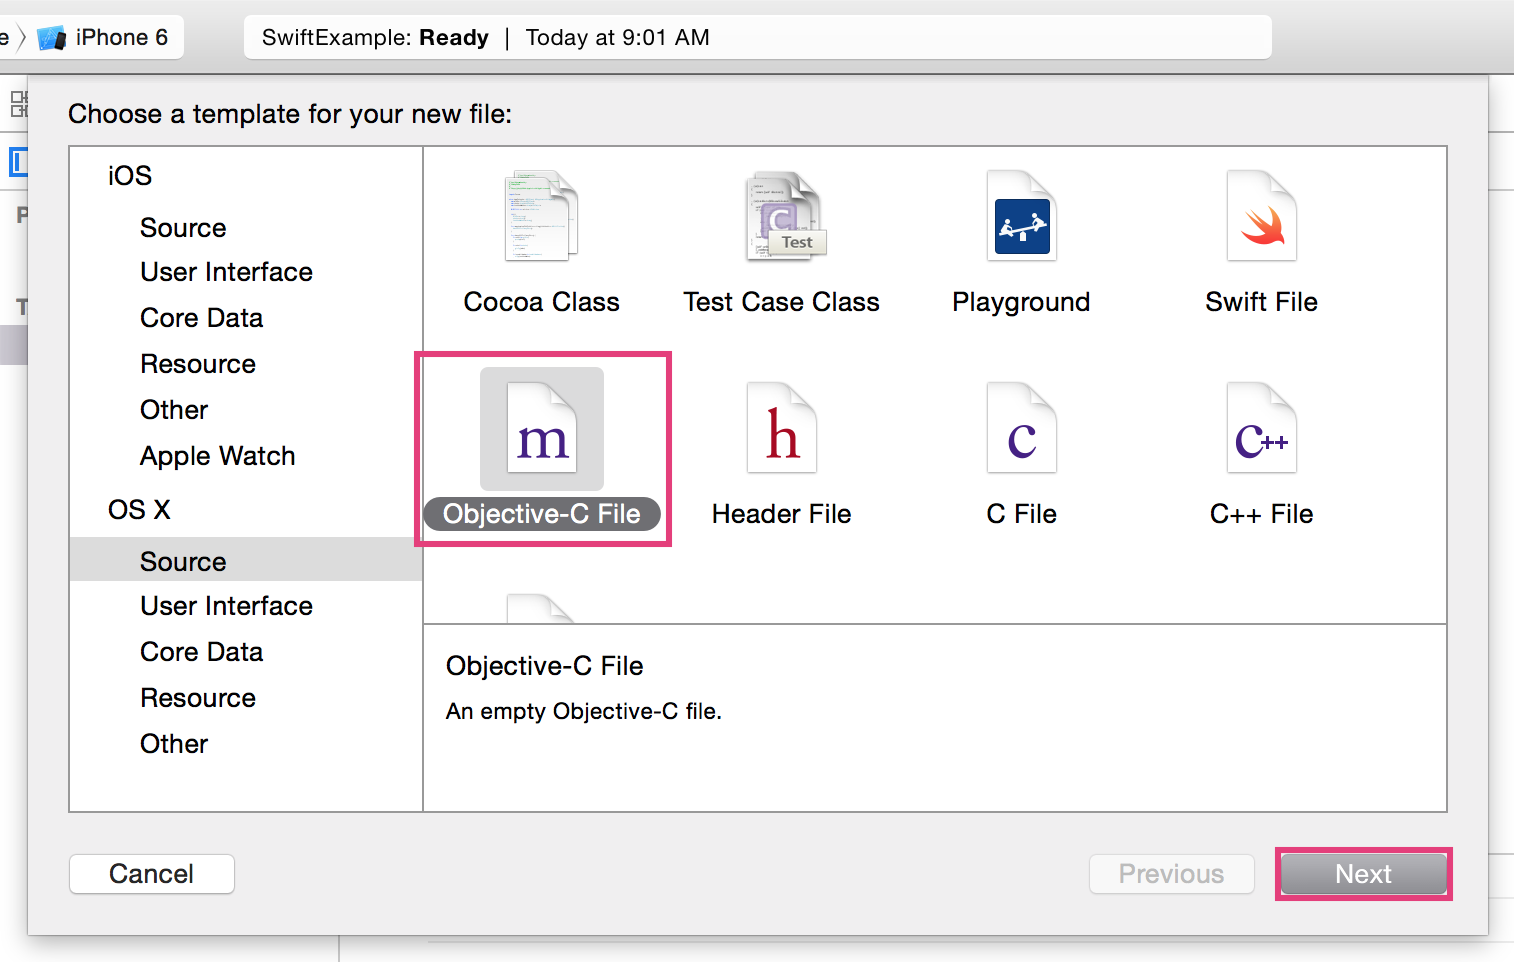 e iPhone 6 SwiftExample: Ready | Today at 9:01 AM
Choose a template for your new file:
iOS
Source
User Interface
Core Data
Resource
Other
Apple Watch
OS X
Source
User Interface
Core Data
Resource
Other
C
Test
Cocoa Class Test Case Class Playground Swift File
m h c c++
Objective-C File Header File C File C++ File
Objective-C File
An empty Objective-C file.
Cancel Previous Next